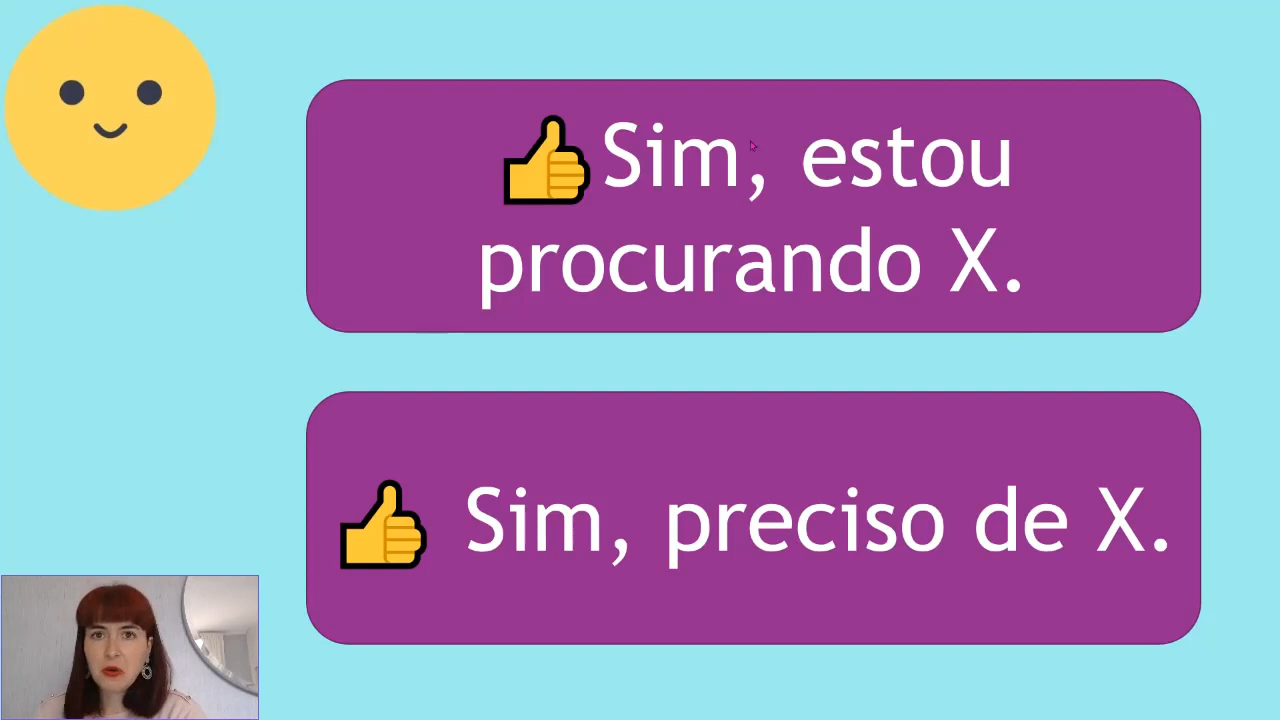 👍Sim, estou
procurando X.
👍 Sim, preciso de X.